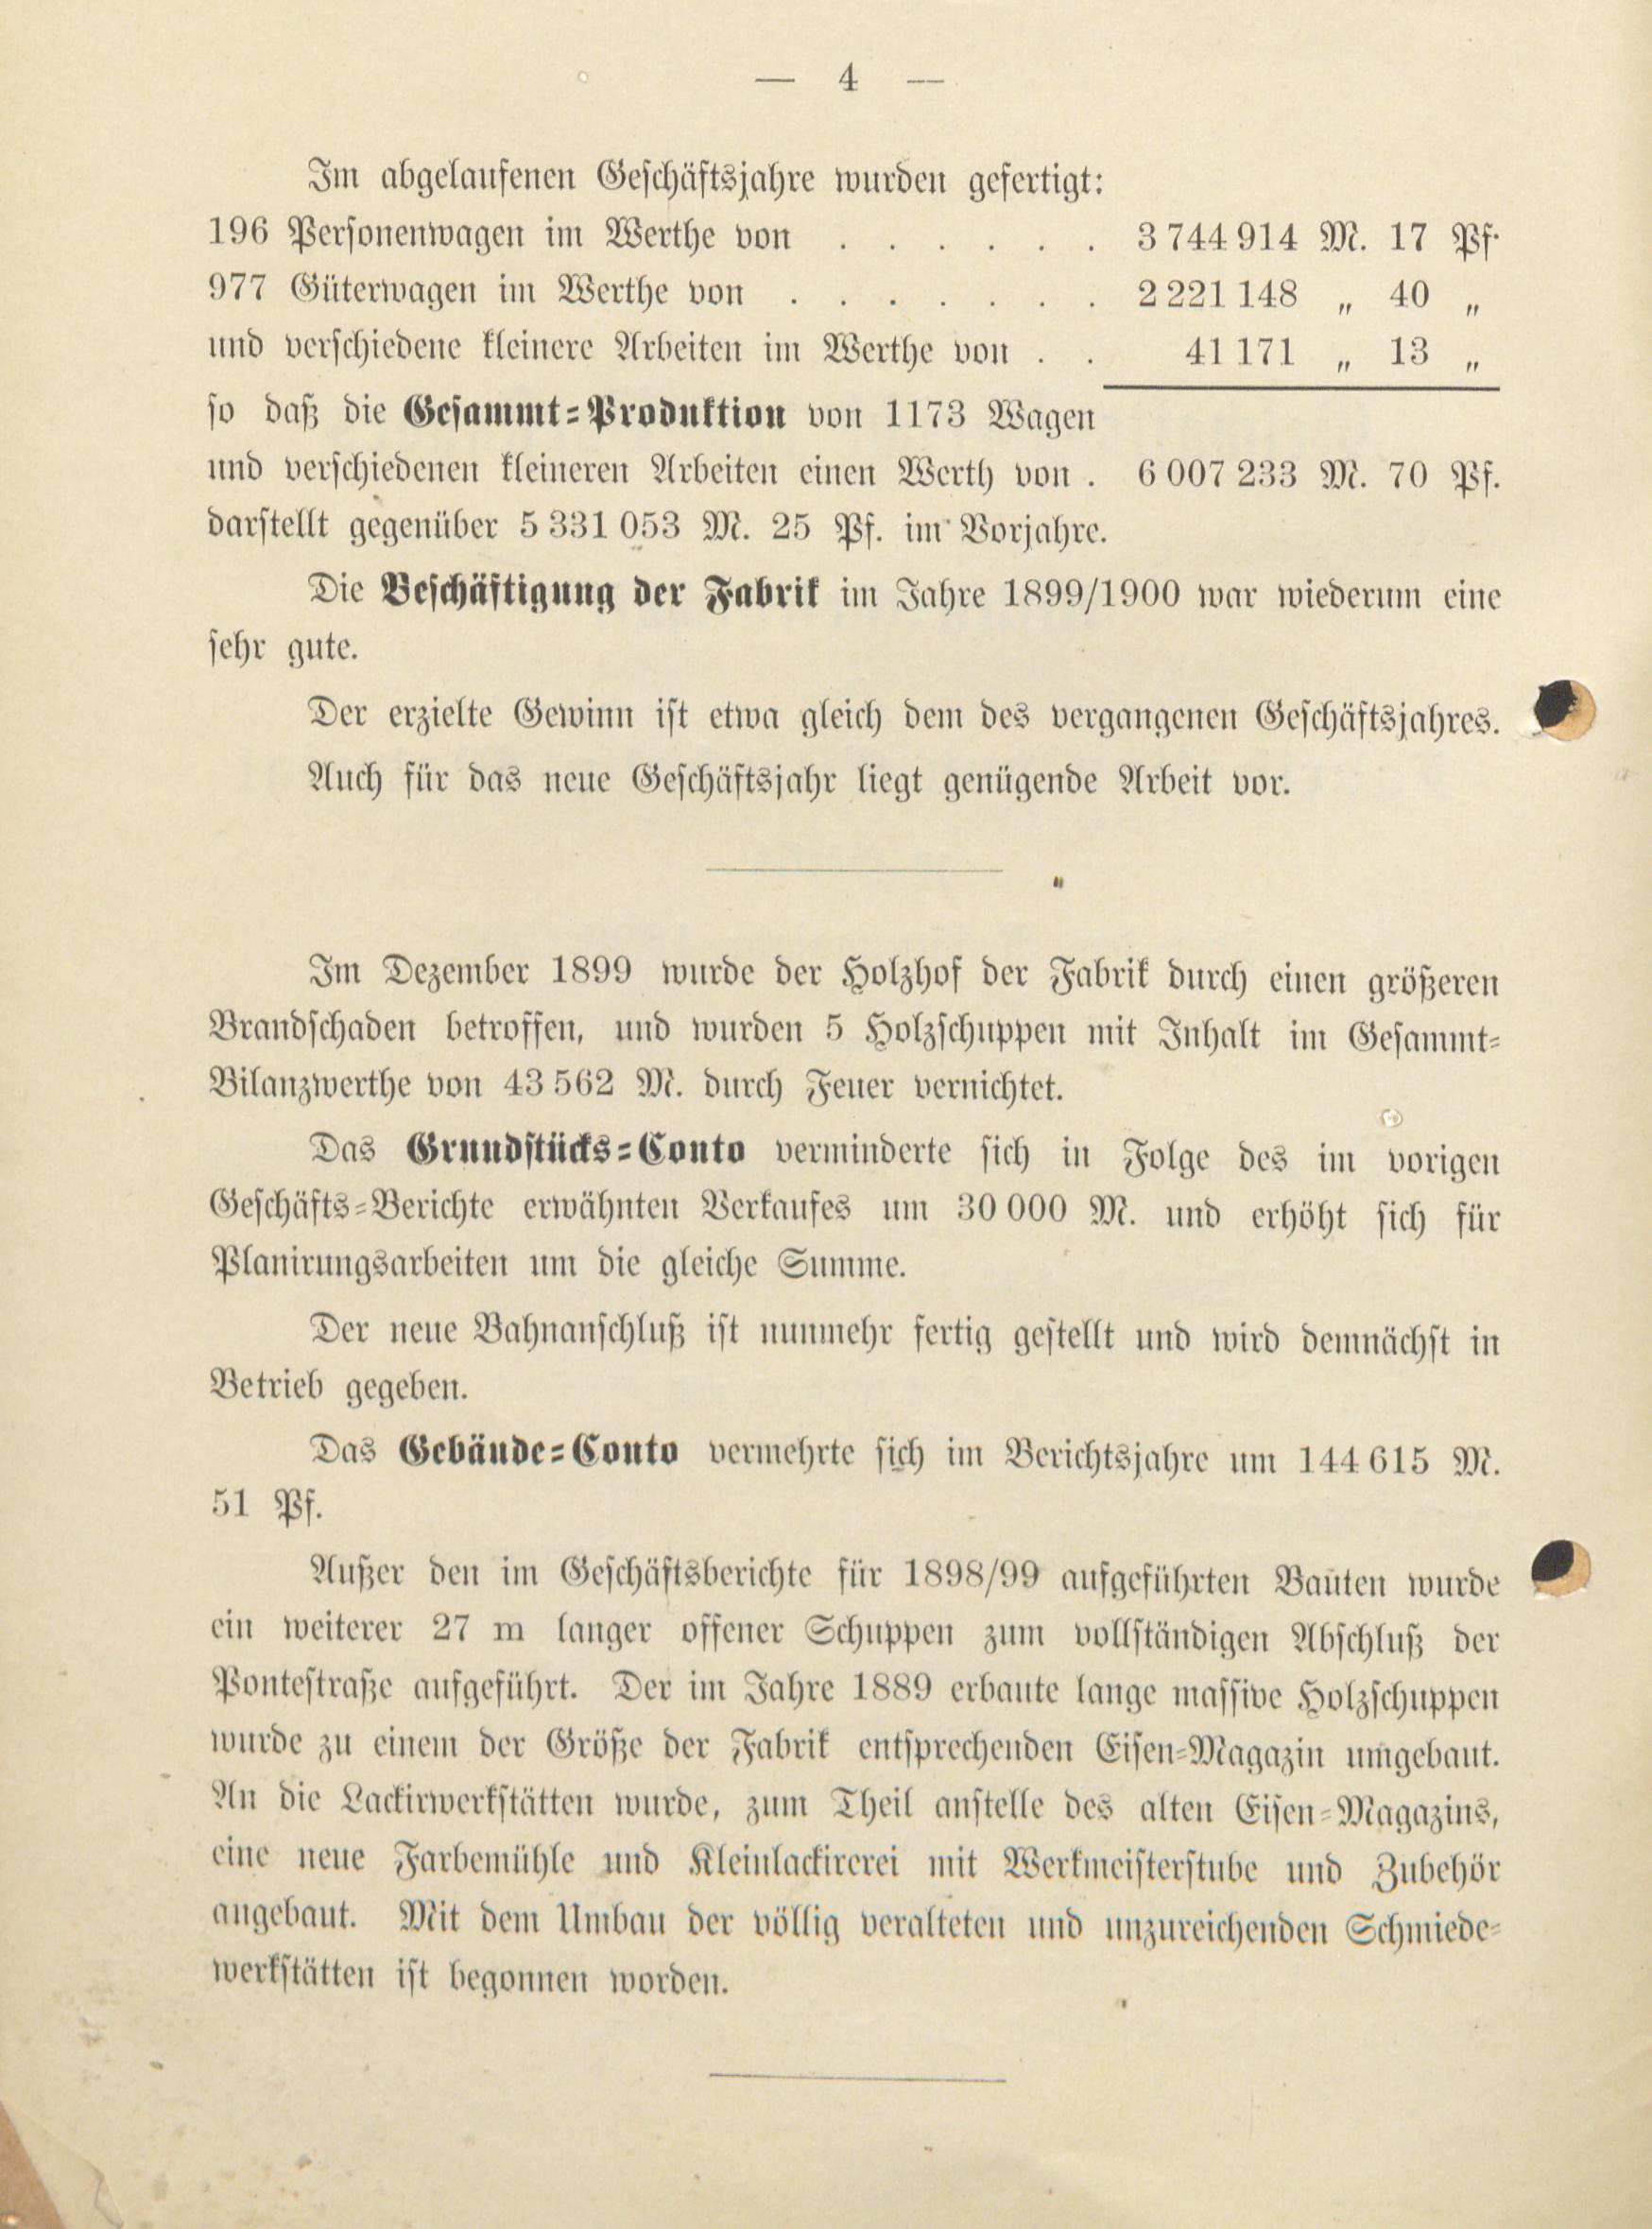 — 4 —
Im abgelaufenen Geschäftsjahre wurden gefertigt:
196 Personenwagen im Werthe von . . . . . . 3 744 914 M. 17 Pf.
977 Güterwagen im Werthe von . . . . . . . 2 221 148 „ 40 „
und verschiedene kleinere Arbeiten im Werthe von . . 41 171 „ 13 „
so daß die Gesammt-Produktion von 1173 Wagen
und verschiedenen kleineren Arbeiten einen Werth von . 6 007 233 M. 70 Pf.
darstellt gegenüber 5 331 053 M. 25 Pf. im Vorjahre.
Die Beschäftigung der Fabrik im Jahre 1899/1900 war wiederum eine
sehr gute.
Der erzielte Gewinn ist etwa gleich dem des vergangenen Geschäftsjahres.
Auch für das neue Geschäftsjahr liegt genügende Arbeit vor.
Im Dezember 1899 wurde der Holzhof der Fabrik durch einen größeren
Brandschaden betroffen, und wurden 5 Holzschuppen mit Inhalt im Gesammt-
Bilanzwerthe von 43 562 M. durch Feuer vernichtet.
Das Grundstücks-Conto verminderte sich in Folge des im vorigen
Geschäfts-Berichte erwähnten Verkaufes um 30 000 M. und erhöht sich für
Planirungsarbeiten um die gleiche Summe.
Der neue Bahnanschluß ist nunmehr fertig gestellt und wird demnächst in
Betrieb gegeben.
Das Gebäude-Conto vermehrte sich im Berichtsjahre um 144 615 M.
51 Pf.
Außer den im Geschäftsberichte für 1898/99 aufgeführten Bauten wurde
ein weiterer 27 m langer offener Schuppen zum vollständigen Abschluß der
Pontestraße aufgeführt. Der im Jahre 1889 erbaute lange massive Holzschuppen
wurde zu einem der Größe der Fabrik entsprechenden Eisen-Magazin umgebaut.
An die Lackirwerkstätten wurde, zum Theil anstelle des alten Eisen-Magazins,
eine neue Farbemühle und Kleinlackirerei mit Werkmeisterstube und Zubehör
angebaut. Mit dem Umbau der völlig veralteten und unzureichenden Schmiede-
werkstätten ist begonnen worden.